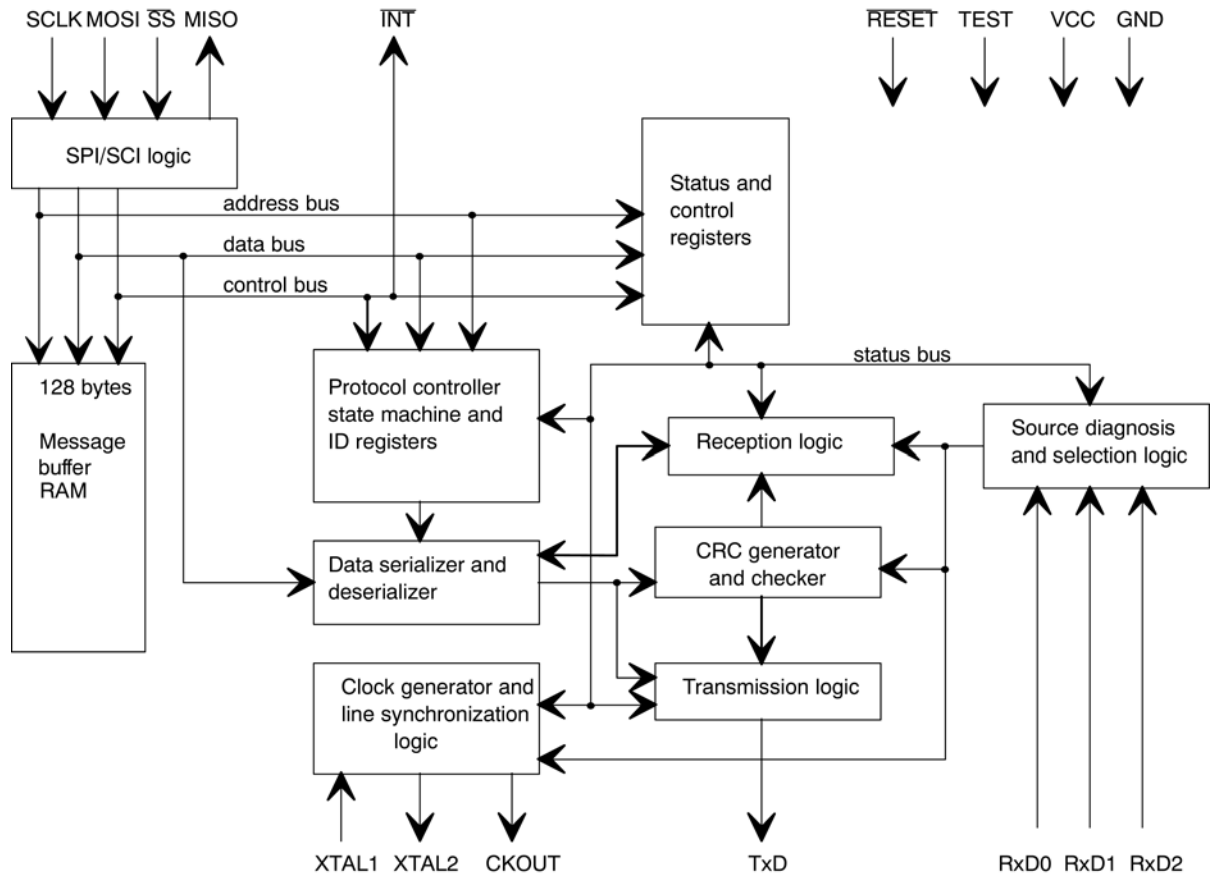 SCLK MOSI SS MISO INT RESET TEST VCC GND
SPI/SCI logic
Status and
control
registers
address bus
data bus
control bus
128 bytes
Message
buffer
RAM
Protocol controller
state machine and
ID registers
status bus
Reception logic
Source diagnosis
and selection logic
Data serializer and
deserializer
CRC generator
and checker
Clock generator and
line synchronization
logic
Transmission logic
XTAL1 XTAL2 CKOUT TxD RxD0 RxD1 RxD2